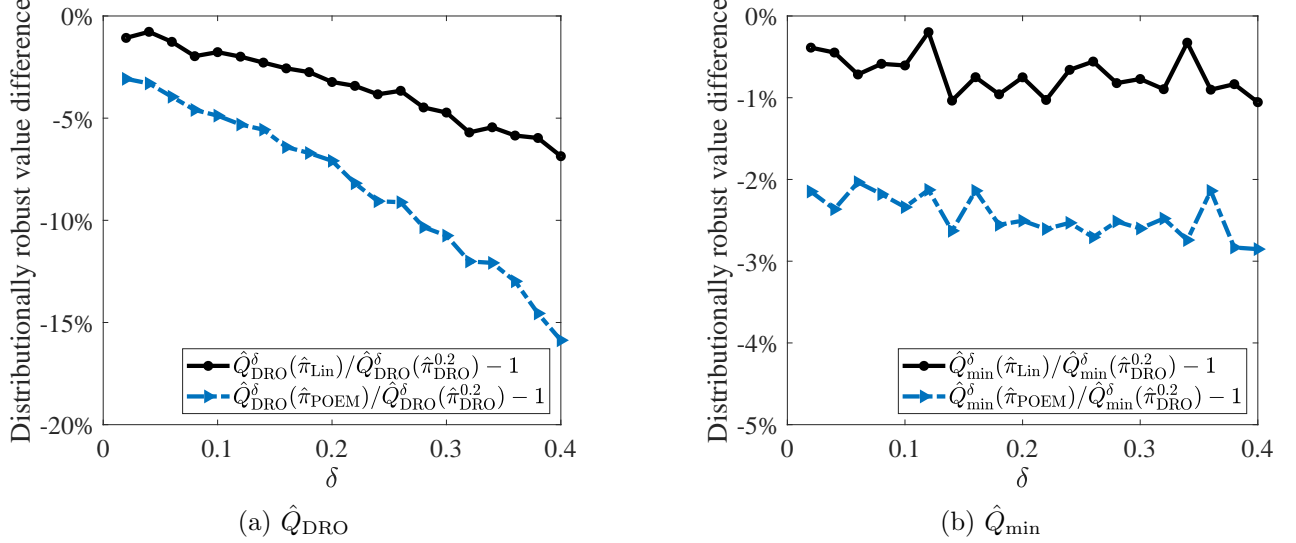 Distributionally robust value difference
0%
-5%
-10%
-15%
-20%
0
0.1
0.2
0.3
0.4
δ
Q̂^δ_DRO(π̂_Lin)/Q̂^δ_DRO(π̂^0.2_DRO) − 1
Q̂^δ_DRO(π̂_POEM)/Q̂^δ_DRO(π̂^0.2_DRO) − 1
(a) Q̂_DRO
Distributionally robust value difference
0%
-1%
-2%
-3%
-4%
-5%
0
0.1
0.2
0.3
0.4
δ
Q̂^δ_min(π̂_Lin)/Q̂^δ_min(π̂^0.2_DRO) − 1
Q̂^δ_min(π̂_POEM)/Q̂^δ_min(π̂^0.2_DRO) − 1
(b) Q̂_min